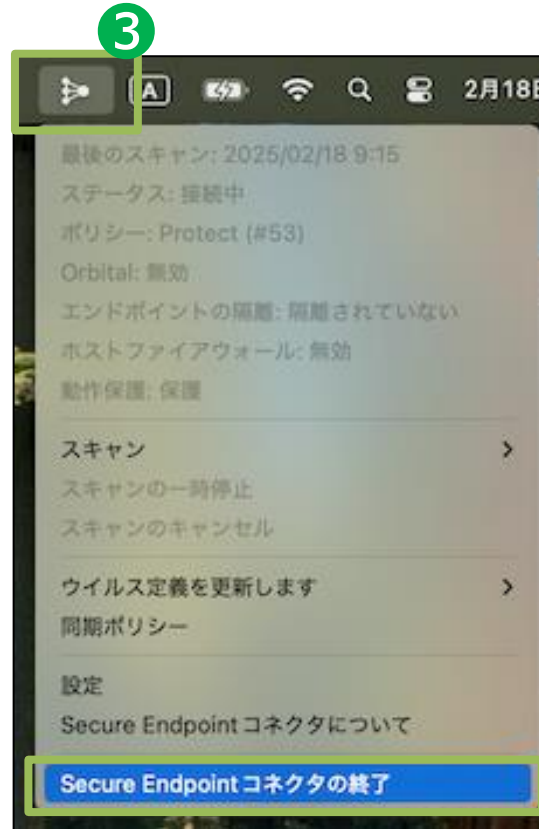 3
A 2月18日
最後のスキャン: 2025/02/18 9:15
ステータス: 接続中
ポリシー: Protect (#53)
Orbital: 無効
エンドポイントの隔離: 隔離されていない
ホストファイアウォール: 無効
動作保護: 保護
スキャン
スキャンの一時停止
スキャンのキャンセル
ウイルス定義を更新します
同期ポリシー
設定
Secure Endpoint コネクタについて
Secure Endpoint コネクタの終了